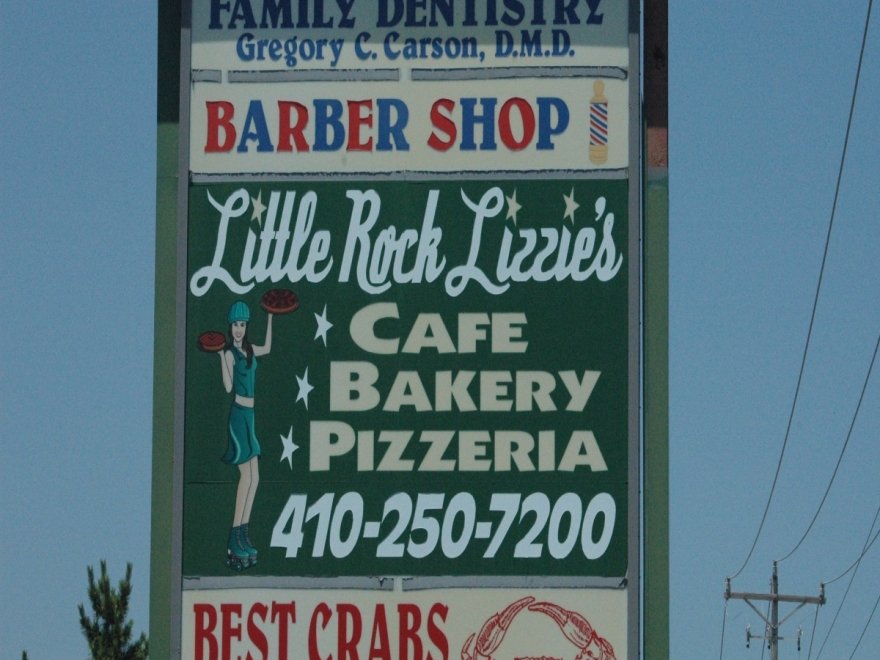 FAMILY DENTISTRY
Gregory C. Carson, D.M.D.
BARBER SHOP
Little Rock Lizzie's
CAFE
BAKERY
PIZZERIA
410-250-7200
BEST CRABS